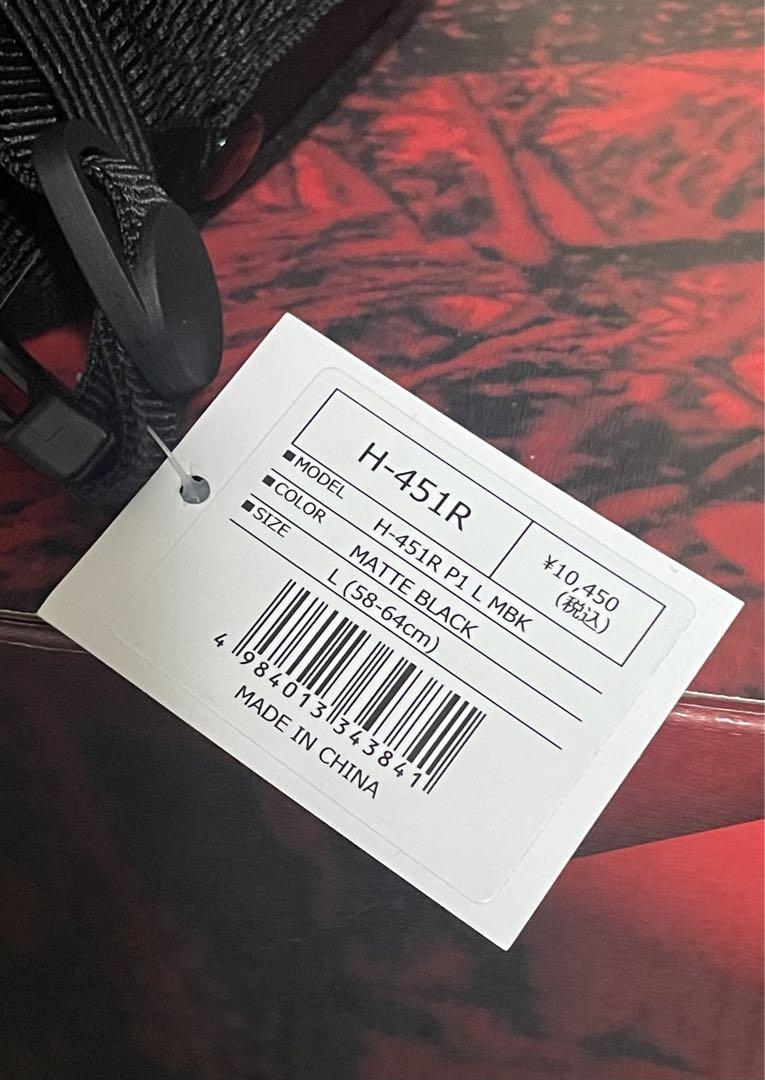 H-451R
¥10,450
(税込)
■MODEL H-451R P1 L MBK
■COLOR MATTE BLACK
■SIZE L (58-64cm)
4 984013 343841
MADE IN CHINA